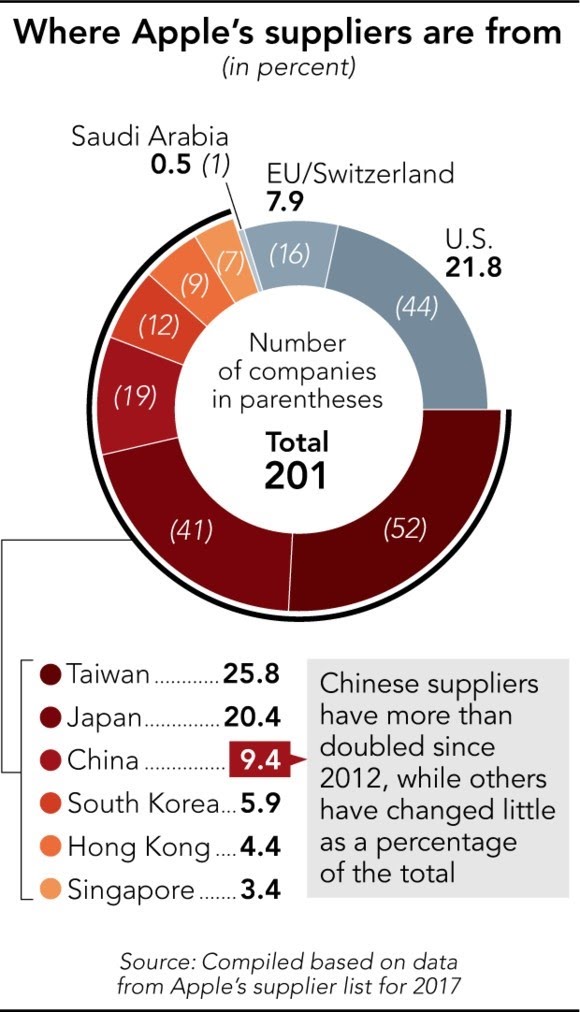 Where Apple's suppliers are from
(in percent)
Saudi Arabia
0.5 (1)
EU/Switzerland
7.9
U.S.
21.8
(7)
(16)
(9)
(44)
(12)
(19)
Number
of companies
in parentheses
Total
201
(41)
(52)
Taiwan ............ 25.8
Japan.............. 20.4
China ............... 9.4
South Korea... 5.9
Hong Kong .... 4.4
Singapore ....... 3.4
Chinese suppliers
have more than
doubled since
2012, while others
have changed little
as a percentage
of the total
Source: Compiled based on data
from Apple's supplier list for 2017